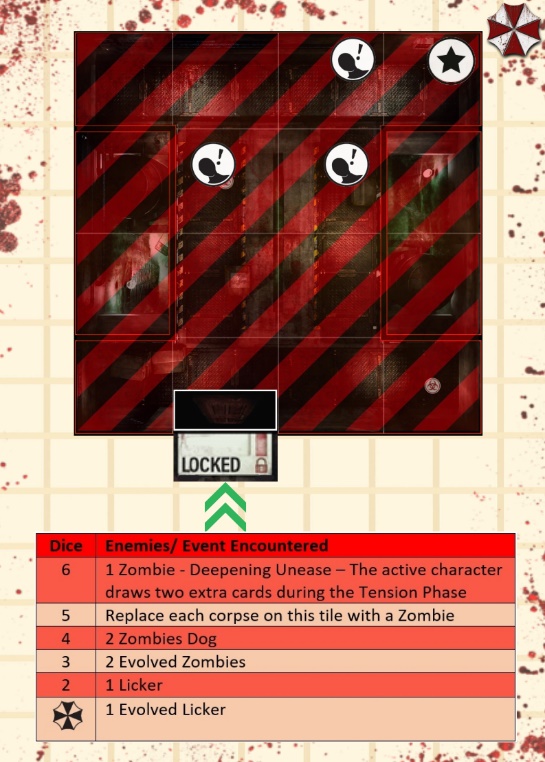 LOCKED
Dice Enemies/ Event Encountered
6 1 Zombie - Deepening Unease – The active character
draws two extra cards during the Tension Phase
5 Replace each corpse on this tile with a Zombie
4 2 Zombies Dog
3 2 Evolved Zombies
2 1 Licker
1 Evolved Licker